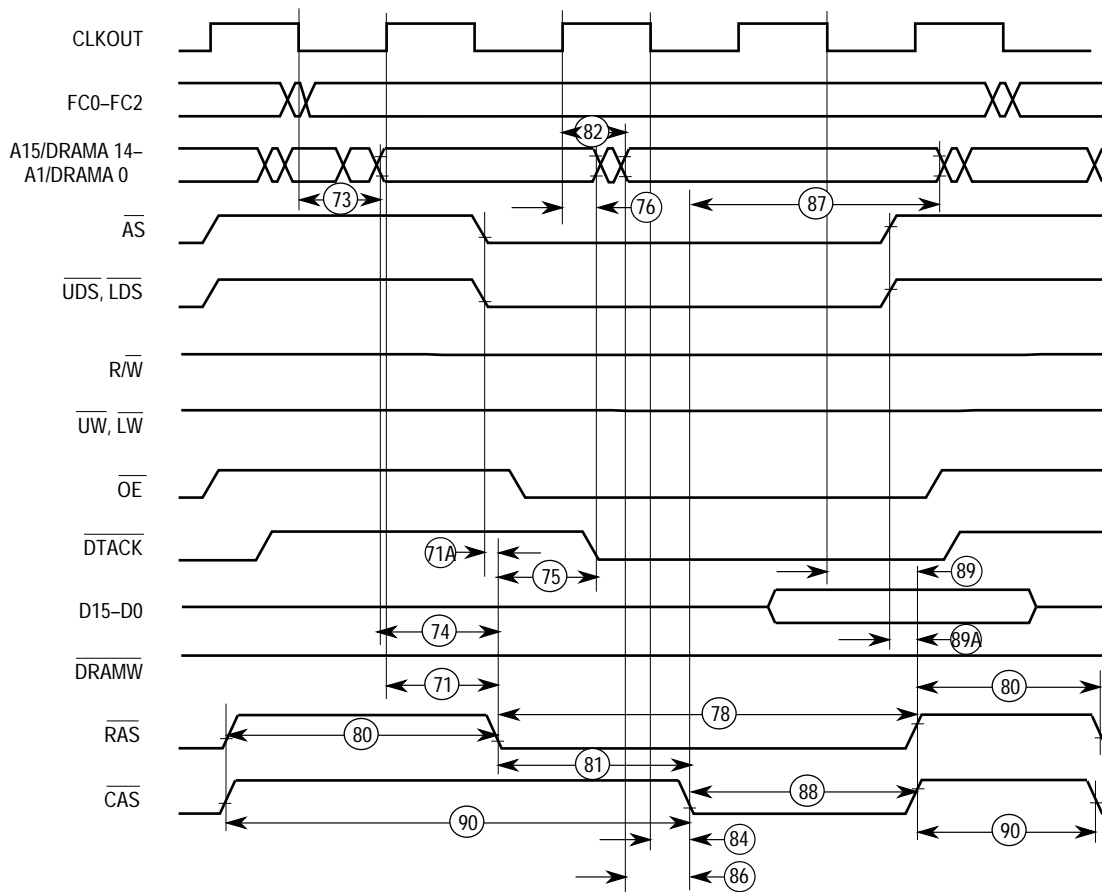 CLKOUT
FC0–FC2
82
A15/DRAMA 14–
A1/DRAMA 0
73
76
87
AS
UDS, LDS
R/W
UW, LW
OE
DTACK
71A
75
89
D15–D0
74
89A
DRAMW
71
80
78
RAS
80
81
CAS
88
90
90
84
86